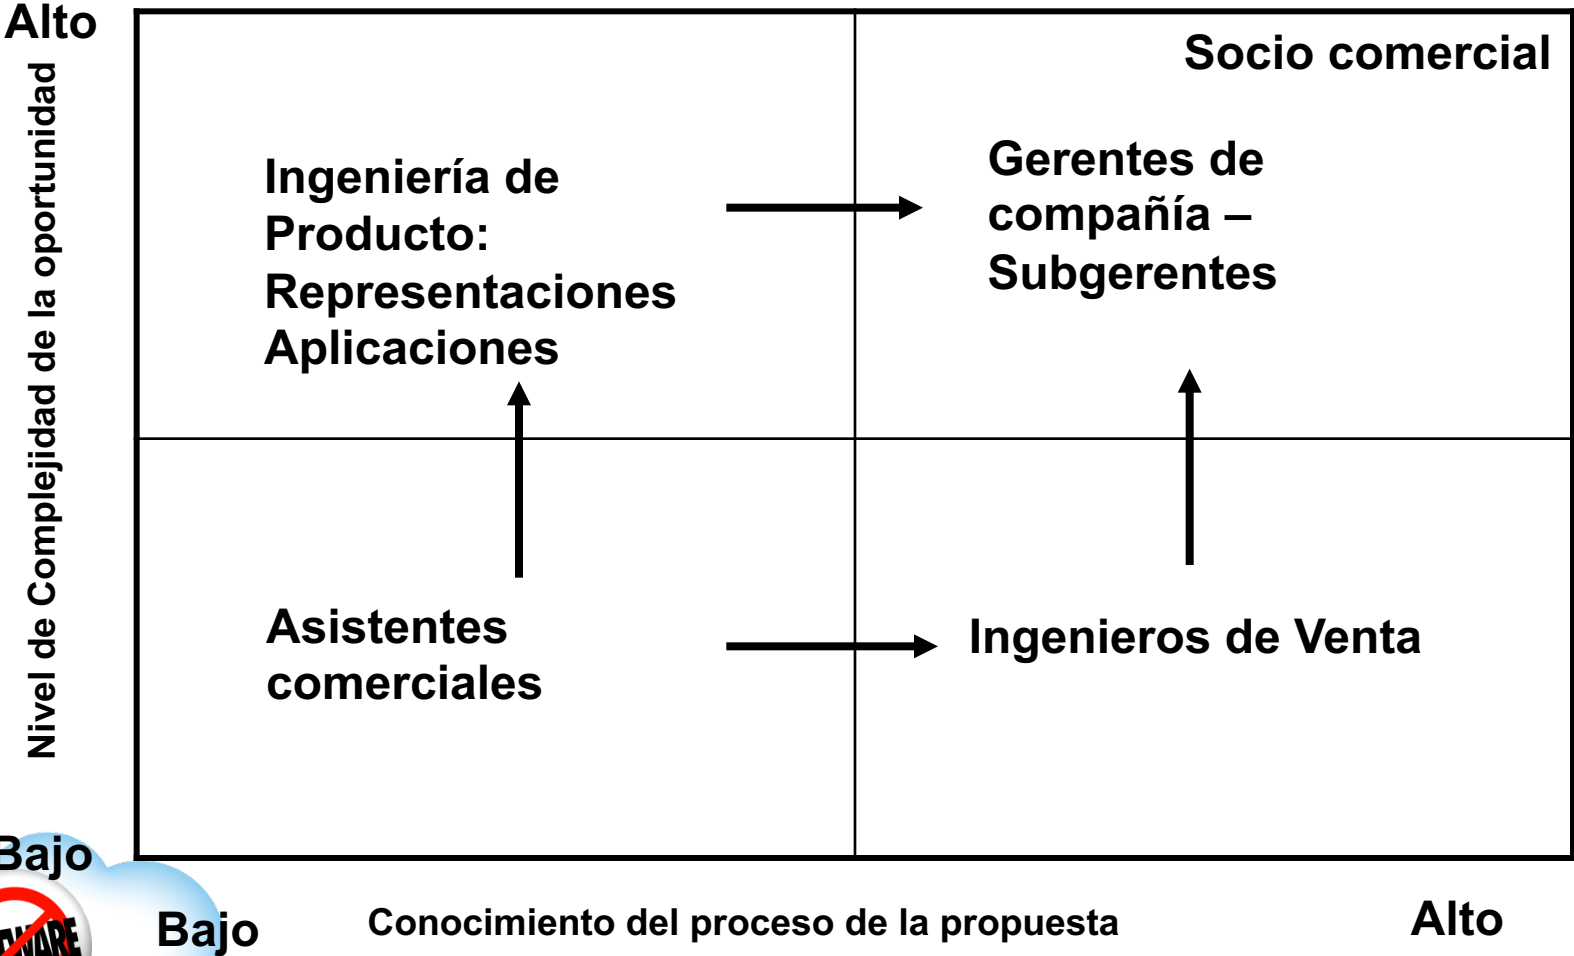 Alto
Socio comercial
Nivel de Complejidad de la oportunidad
Ingeniería de
Producto:
Representaciones
Aplicaciones
Gerentes de
compañía –
Subgerentes
Asistentes
comerciales
Ingenieros de Venta
Bajo
Bajo
Conocimiento del proceso de la propuesta
Alto